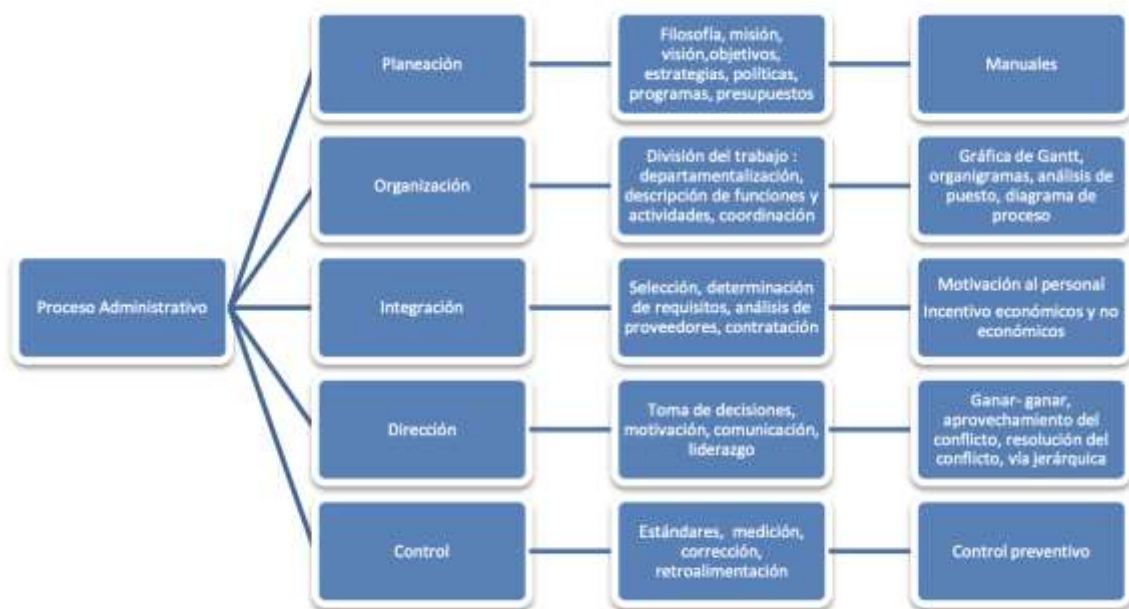 Proceso Administrativo
Planeación
Filosofía, misión,
visión,objetivos,
estrategias, políticas,
programas, presupuestos
Manuales
Organización
División del trabajo :
departamentalización,
descripción de funciones y
actividades, coordinación
Gráfica de Gantt,
organigramas, análisis de
puesto, diagrama de
proceso
Integración
Selección, determinación
de requisitos, análisis de
proveedores, contratación
Motivación al personal
Incentivo económicos y no
económicos
Dirección
Toma de decisiones,
motivación, comunicación,
liderazgo
Ganar- ganar,
aprovechamiento del
conflicto, resolución del
conflicto, vía jerárquica
Control
Estándares, medición,
corrección,
retroalimentación
Control preventivo